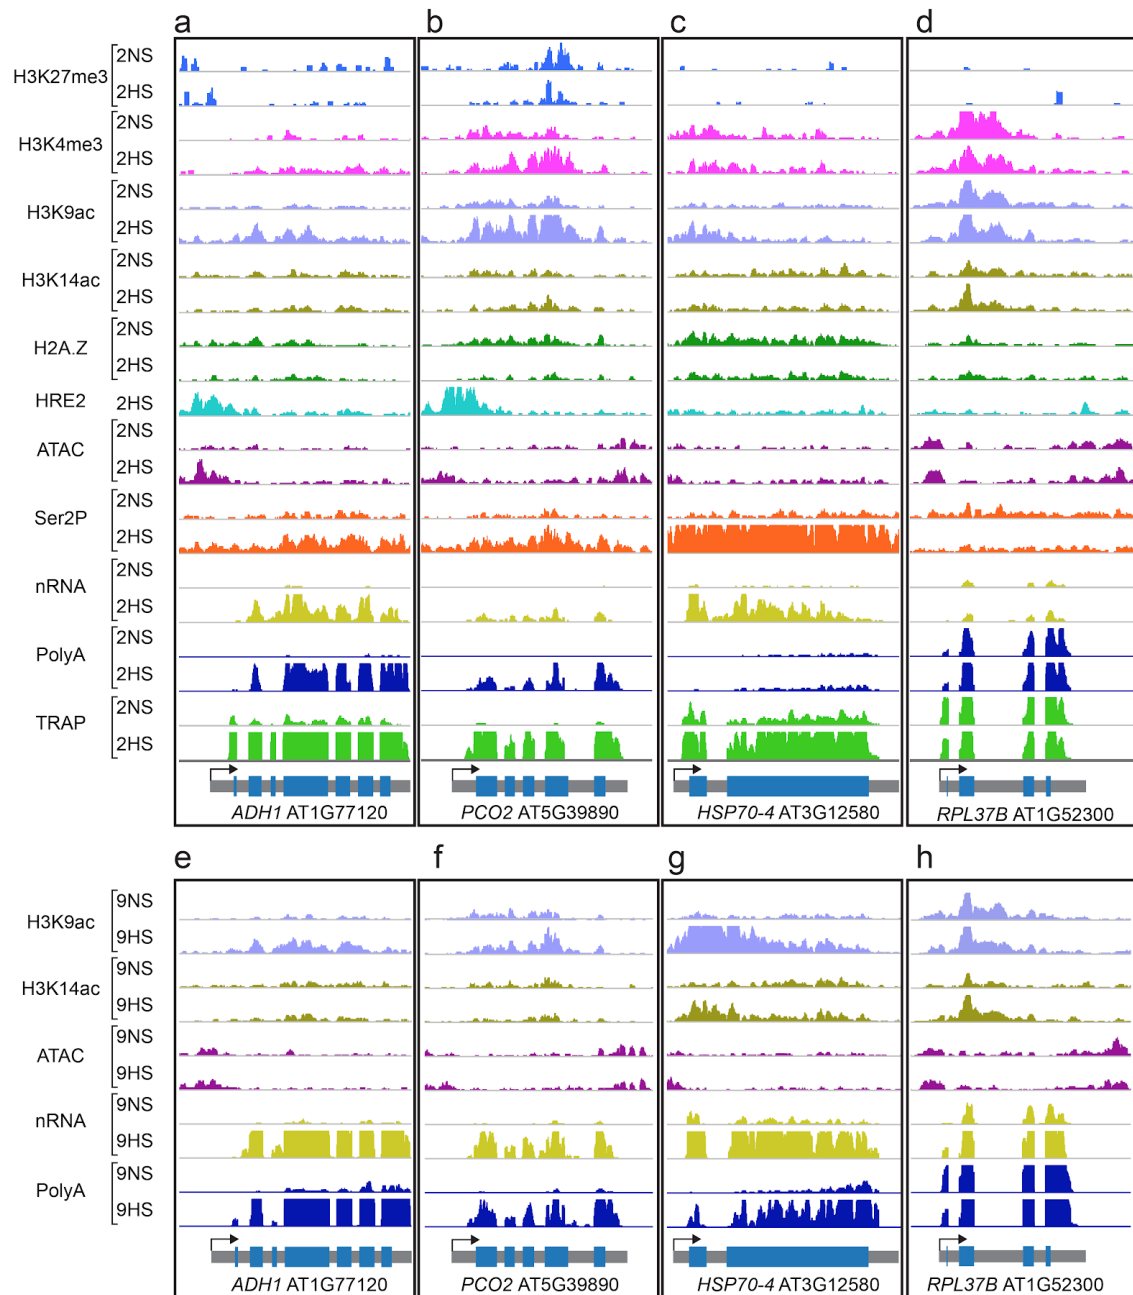 a b c d
H3K27me3 2NS
2HS
H3K4me3 2NS
2HS
H3K9ac 2NS
2HS
H3K14ac 2NS
2HS
H2A.Z 2NS
2HS
HRE2 2HS
ATAC 2NS
2HS
Ser2P 2NS
2HS
nRNA 2NS
2HS
PolyA 2NS
2HS
TRAP 2NS
2HS
ADH1 AT1G77120 PCO2 AT5G39890 HSP70-4 AT3G12580 RPL37B AT1G52300
e f g h
H3K9ac 9NS
9HS
H3K14ac 9NS
9HS
ATAC 9NS
9HS
nRNA 9NS
9HS
PolyA 9NS
9HS
ADH1 AT1G77120 PCO2 AT5G39890 HSP70-4 AT3G12580 RPL37B AT1G52300